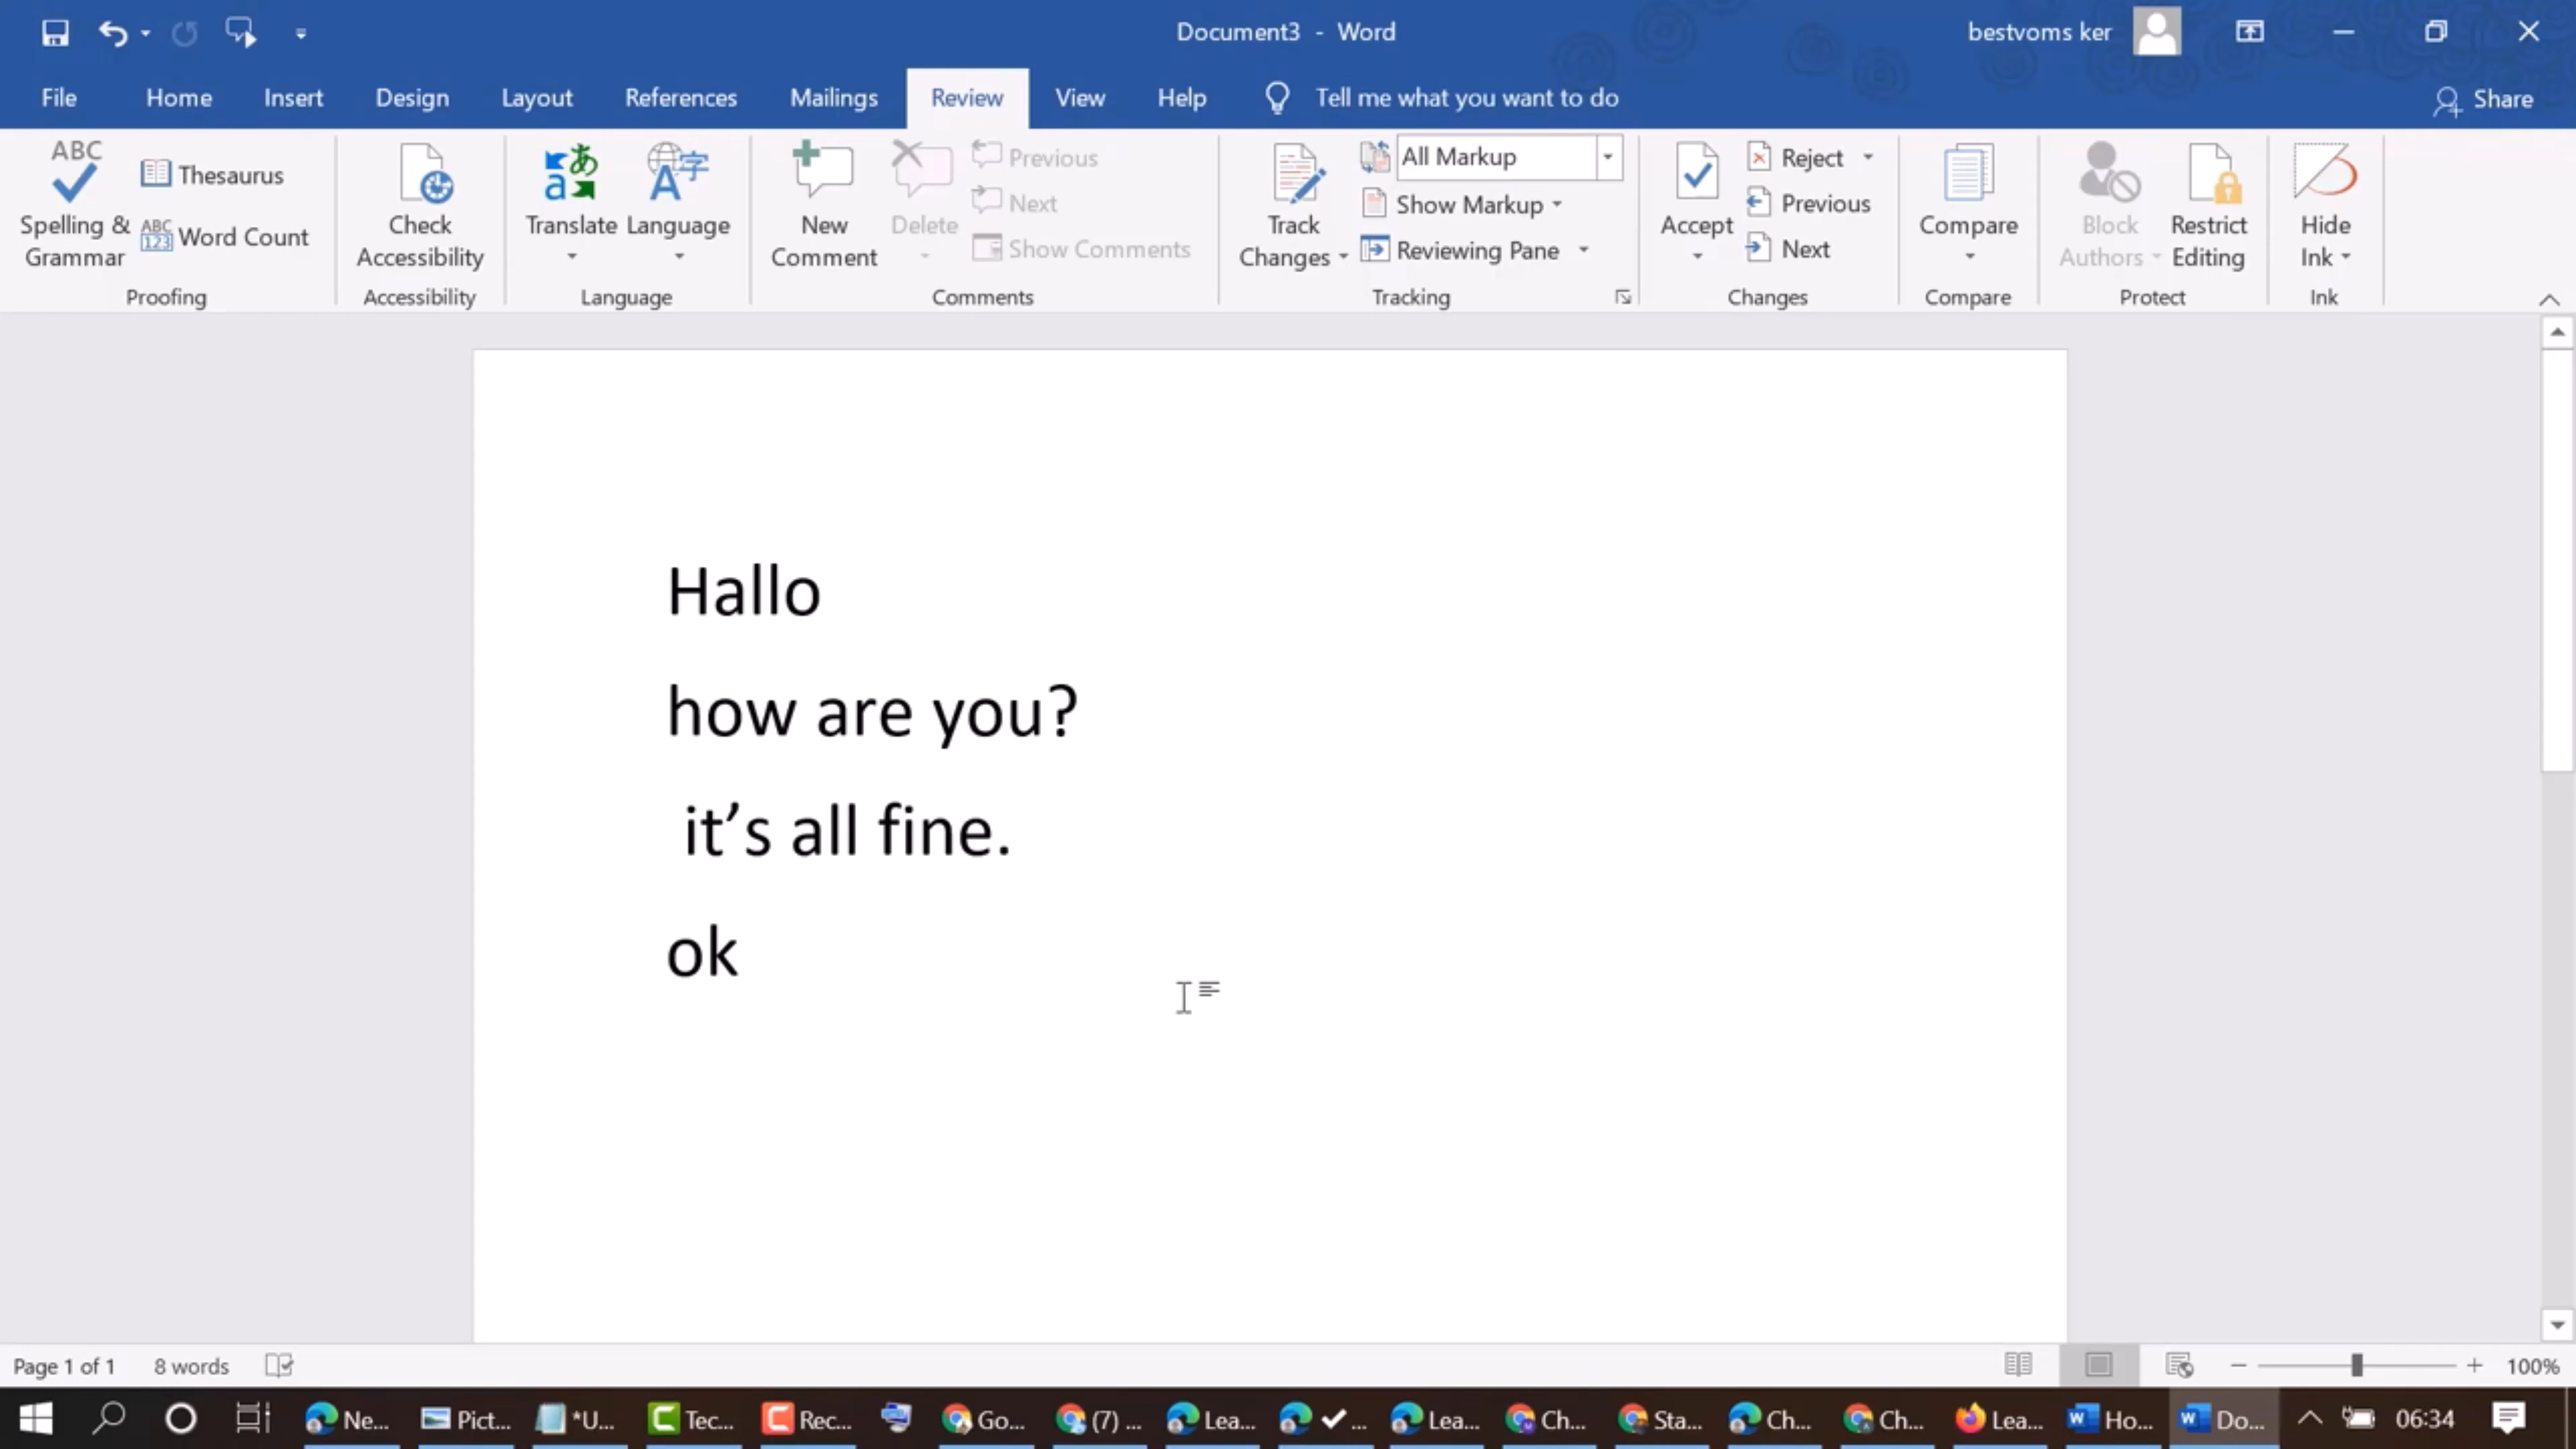 Document3 - Word
bestvoms ker
File Home Insert Design Layout References Mailings Review View Help Tell me what you want to do Share
ABC Spelling & Grammar
Thesaurus
ABC 123 Word Count
Proofing
Check Accessibility
Accessibility
Translate Language
Language
New Comment Delete
Previous
Next
Show Comments
Comments
Track Changes
All Markup
Show Markup
Reviewing Pane
Tracking
Accept
Reject
Previous
Next
Changes
Compare
Compare
Block Authors Restrict Editing
Protect
Hide Ink
Ink
Hallo
how are you?
it’s all fine.
ok
Page 1 of 1 8 words 100%
Ne... Pict... *U... Tec... Rec... Go... (7) ... Lea... ... Lea... Ch... Sta... Ch... Ch... Lea... Ho... Do... 06:34